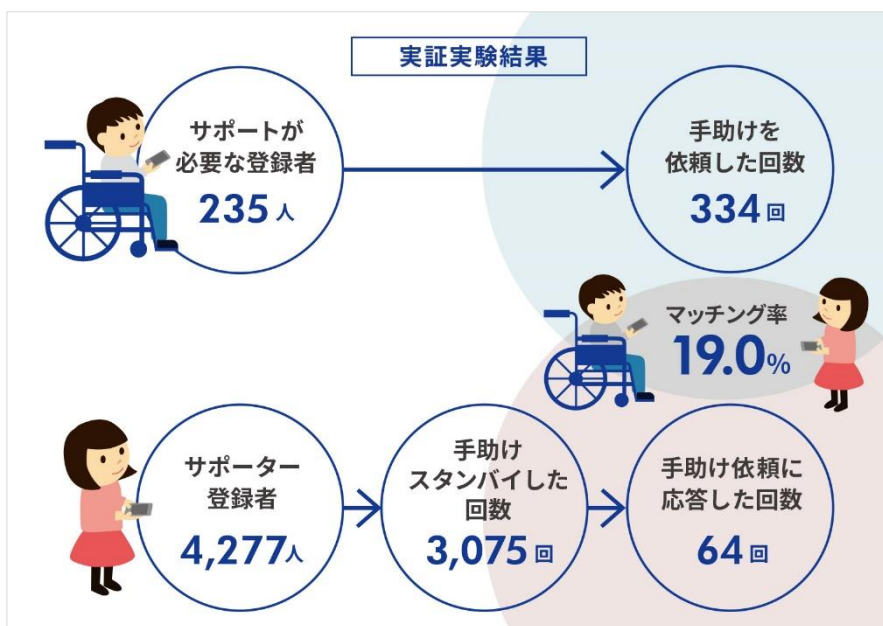 実証実験結果
サポートが
必要な登録者
235人
手助けを
依頼した回数
334回
マッチング率
19.0%
サポーター
登録者
4,277人
手助け
スタンバイした
回数
3,075回
手助け依頼に
応答した回数
64回